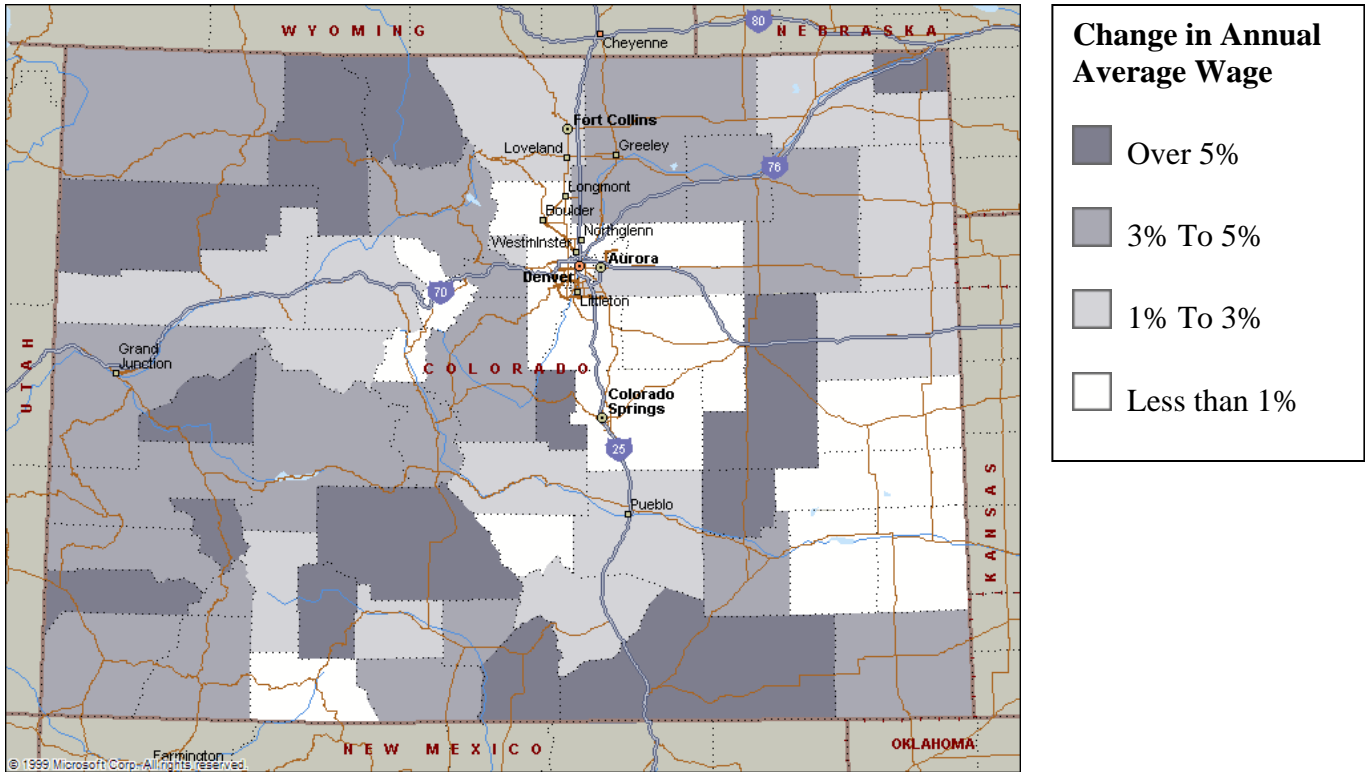 WYOMING
80
NEBRASKA
Cheyenne
Fort Collins
Loveland
Greeley
76
Longmont
Boulder
Northglenn
Westminster
Aurora
Denver
70
Littleton
UTAH
Grand
Junction
COLORADO
Colorado
Springs
25
KANSAS
Pueblo
OKLAHOMA
NEW MEXICO
Farmington
© 1999 Microsoft Corp. All rights reserved.
Change in Annual
Average Wage
Over 5%
3% To 5%
1% To 3%
Less than 1%